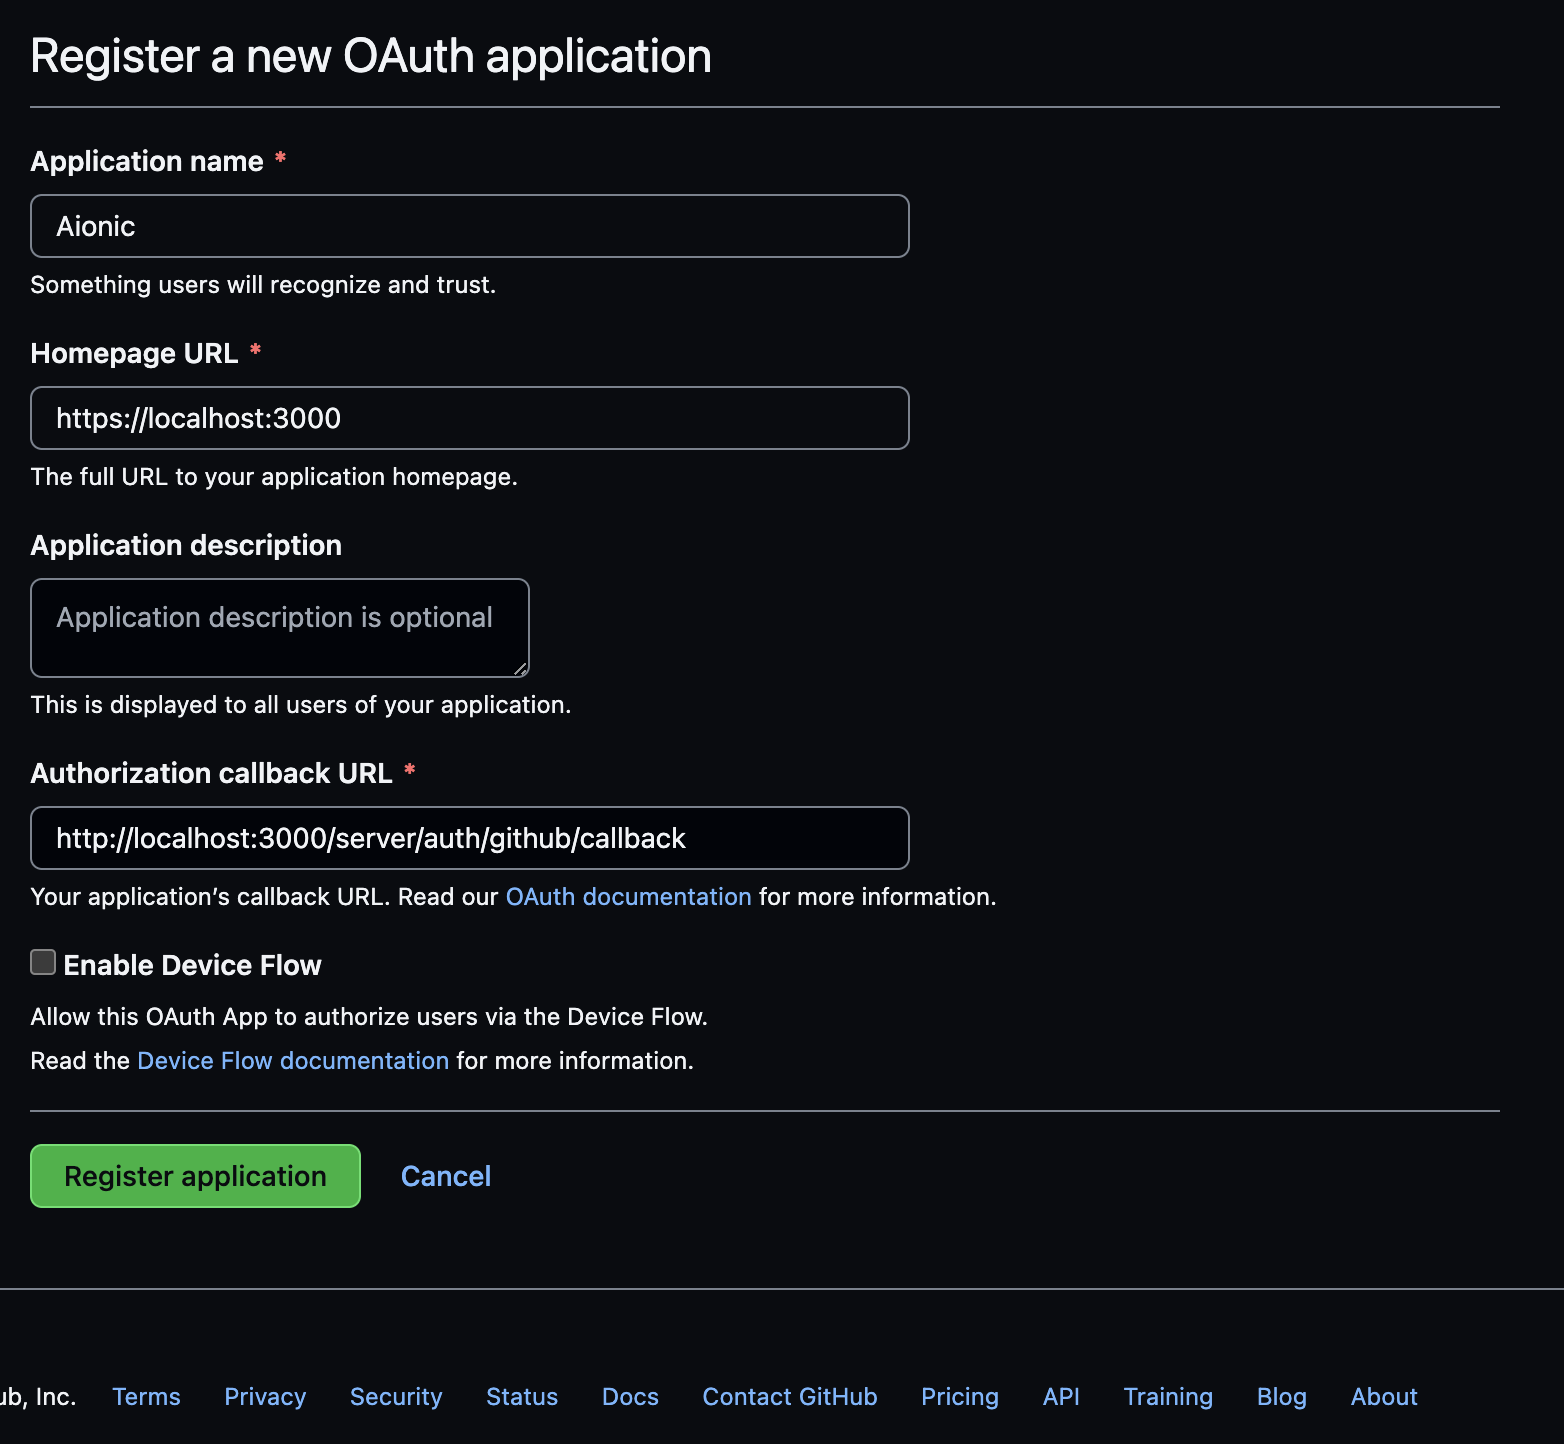 Register a new OAuth application
Application name *
Aionic
Something users will recognize and trust.
Homepage URL *
https://localhost:3000
The full URL to your application homepage.
Application description
Application description is optional
This is displayed to all users of your application.
Authorization callback URL *
http://localhost:3000/server/auth/github/callback
Your application’s callback URL. Read our OAuth documentation for more information.
Enable Device Flow
Allow this OAuth App to authorize users via the Device Flow.
Read the Device Flow documentation for more information.
Register application Cancel
ub, Inc. Terms Privacy Security Status Docs Contact GitHub Pricing API Training Blog About